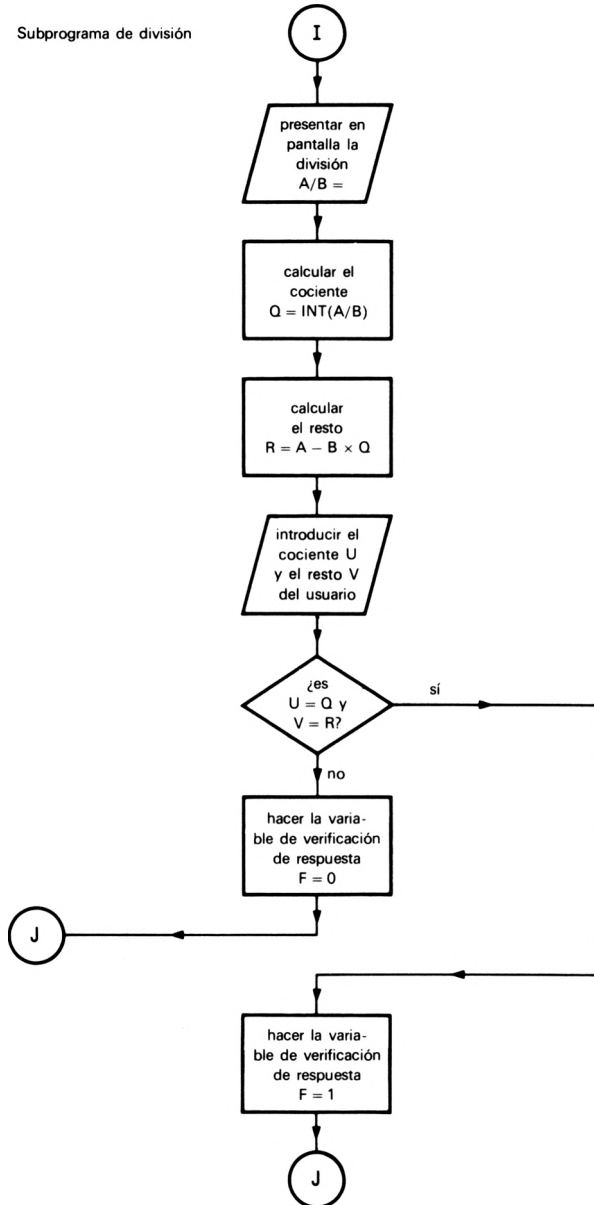 Subprograma de división
I
presentar en
pantalla la
división
A/B =
calcular el
cociente
Q = INT(A/B)
calcular
el resto
R = A − B × Q
introducir el
cociente U
y el resto V
del usuario
¿es
U = Q y
V = R?
sí
no
hacer la varia-
ble de verificación
de respuesta
F = 0
J
hacer la varia-
ble de verificación
de respuesta
F = 1
J